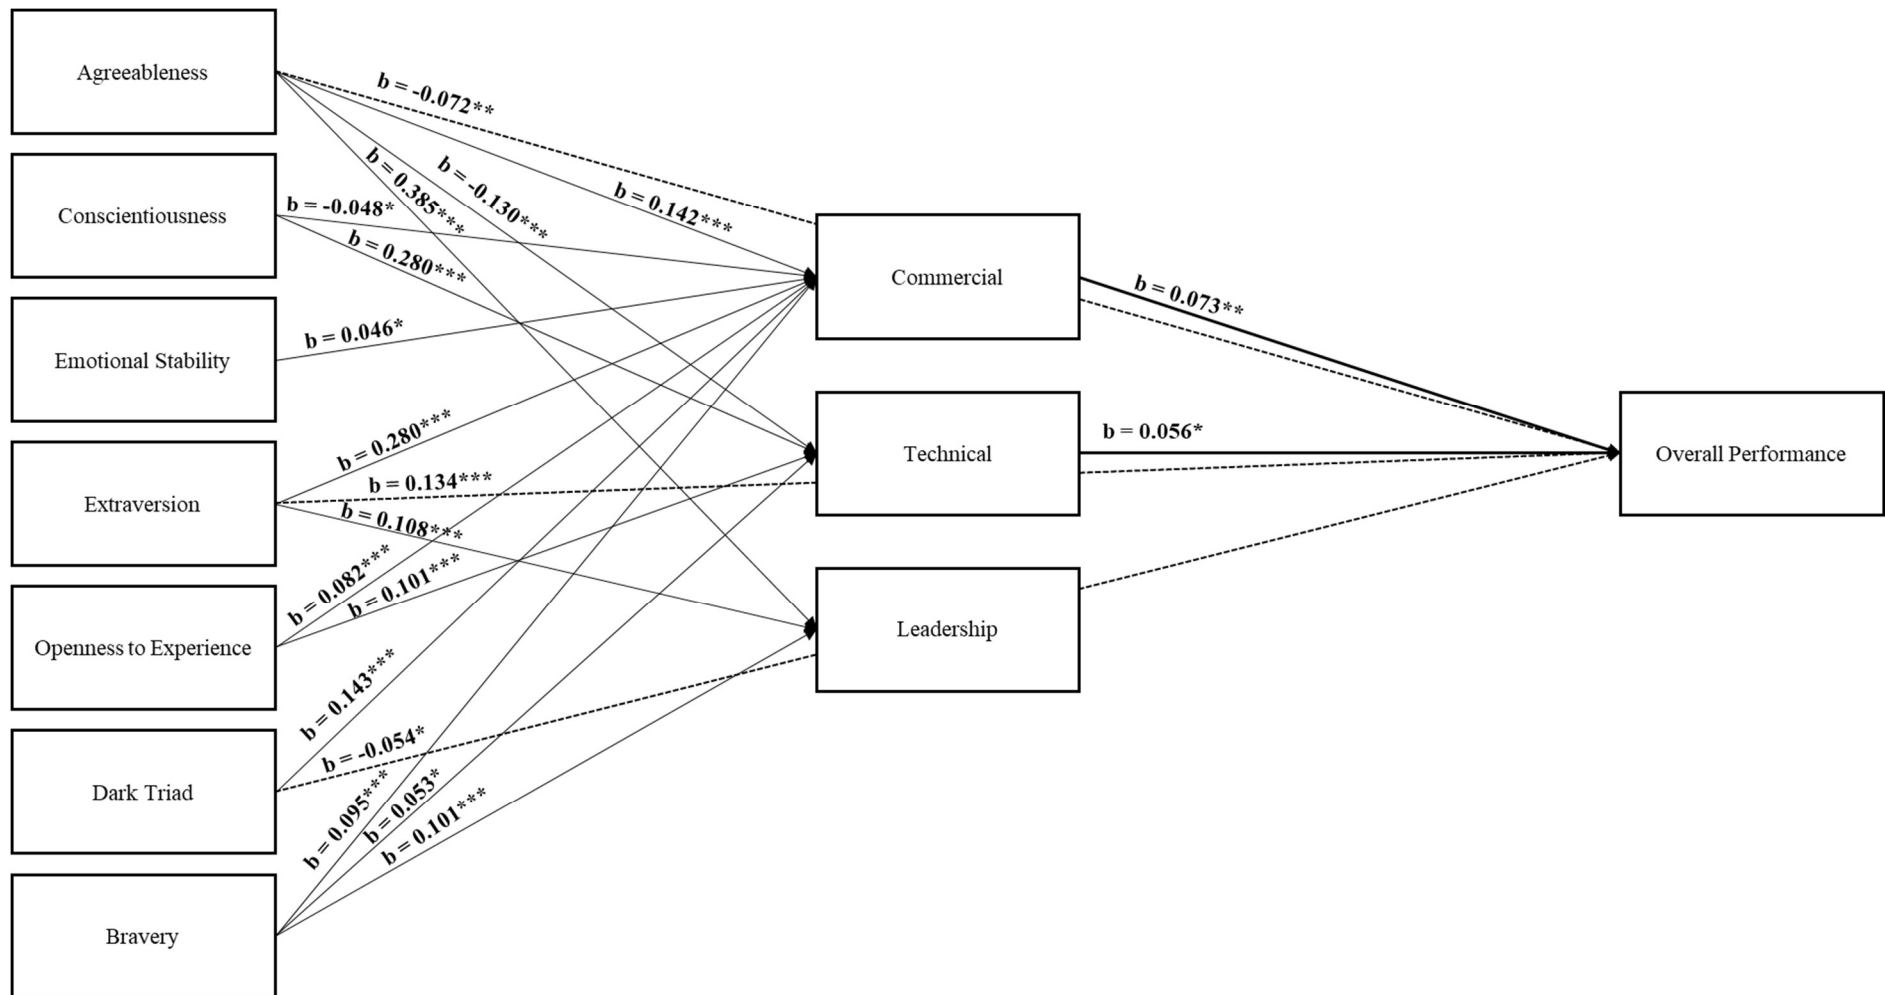 Agreeableness
b = -0.072**
b = 0.142***
b = -0.130***
b = 0.385***
Conscientiousness
b = -0.048*
b = 0.280***
Emotional Stability
b = 0.046*
Extraversion
b = 0.280***
b = 0.134***
b = 0.108***
Openness to Experience
b = 0.082***
b = 0.101***
Dark Triad
b = 0.143***
b = -0.054*
Bravery
b = 0.095***
b = 0.053*
b = 0.101***
Commercial
b = 0.073**
Technical
b = 0.056*
Leadership
Overall Performance